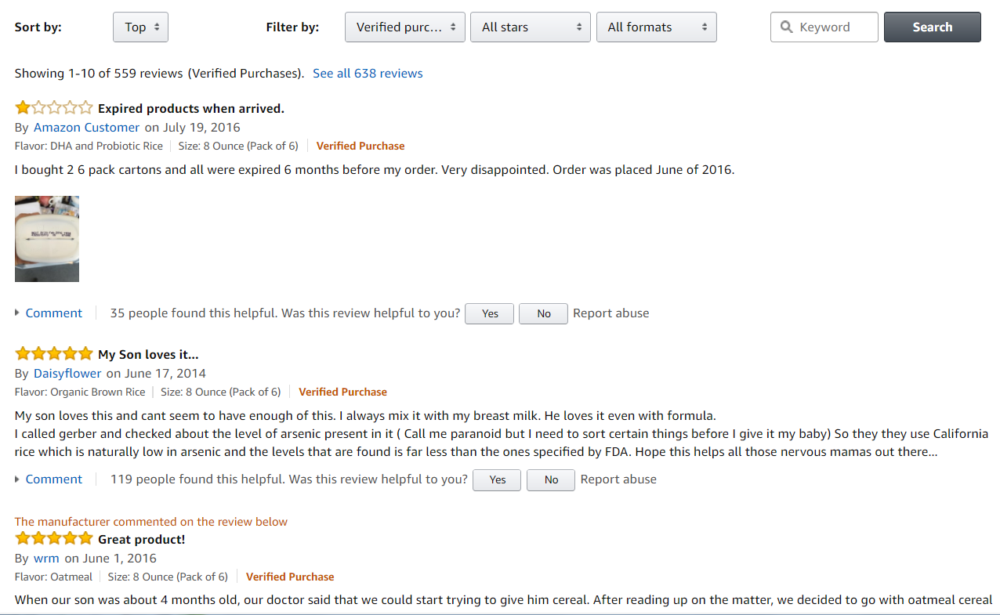 Sort by: Top Filter by: Verified purc... All stars All formats Keyword Search
Showing 1-10 of 559 reviews (Verified Purchases). See all 638 reviews
Expired products when arrived.
By Amazon Customer on July 19, 2016
Flavor: DHA and Probiotic Rice Size: 8 Ounce (Pack of 6) Verified Purchase
I bought 2 6 pack cartons and all were expired 6 months before my order. Very disappointed. Order was placed June of 2016.
Comment 35 people found this helpful. Was this review helpful to you? Yes No Report abuse
My Son loves it...
By Daisyflower on June 17, 2014
Flavor: Organic Brown Rice Size: 8 Ounce (Pack of 6) Verified Purchase
My son loves this and cant seem to have enough of this. I always mix it with my breast milk. He loves it even with formula.
I called gerber and checked about the level of arsenic present in it ( Call me paranoid but I need to sort certain things before I give it my baby) So they they use California
rice which is naturally low in arsenic and the levels that are found is far less than the ones specified by FDA. Hope this helps all those nervous mamas out there...
Comment 119 people found this helpful. Was this review helpful to you? Yes No Report abuse
The manufacturer commented on the review below
Great product!
By wrm on June 1, 2016
Flavor: Oatmeal Size: 8 Ounce (Pack of 6) Verified Purchase
When our son was about 4 months old, our doctor said that we could start trying to give him cereal. After reading up on the matter, we decided to go with oatmeal cereal